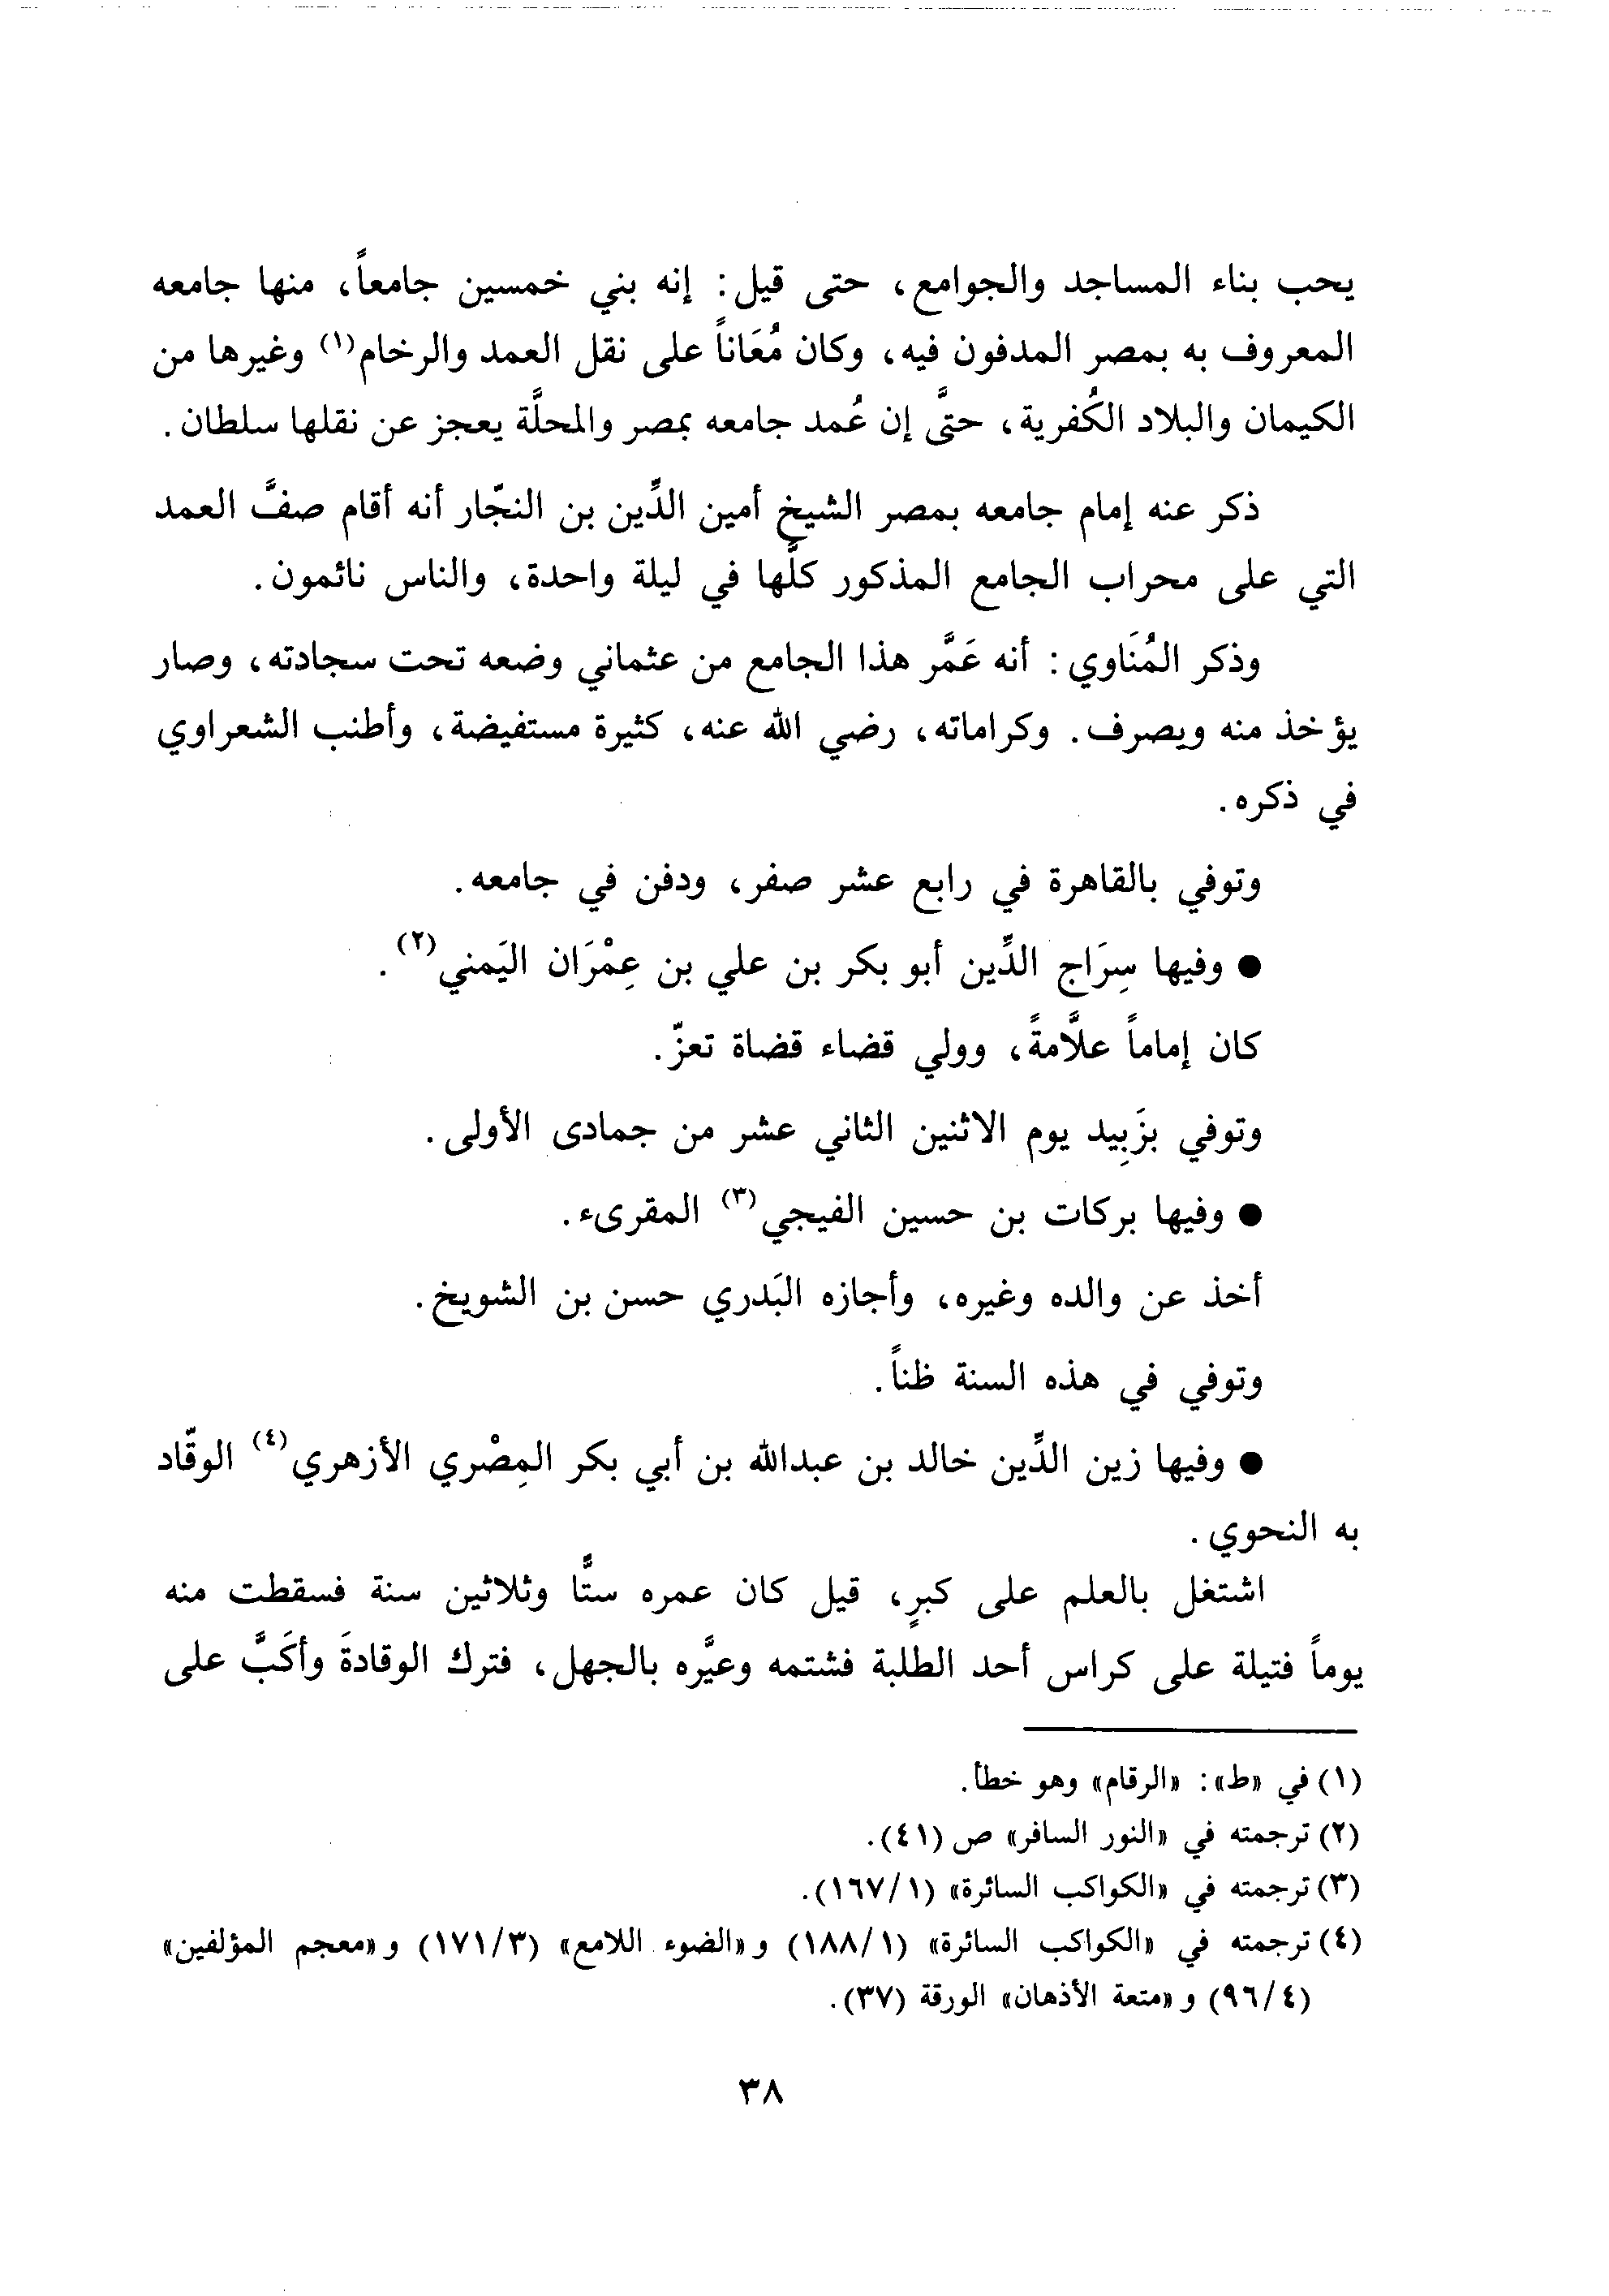 يحب بناء المساجد والجوامع، حتى قيل: إنه بني خمسين جامعاً، منها جامعه
المعروف به بمصر المدفون فيه، وكان مُعَاناً على نقل العمد والرخام(١) وغيرها من
الكيمان والبلاد الكُفرية، حتَّى إن عُمد جامعه بمصر والمحلَّة يعجز عن نقلها سلطان.
ذكر عنه إمام جامعه بمصر الشيخ أمين الدِّين بن النجّار أنه أقام صفَّ العمد
التي على محراب الجامع المذكور كلَّها في ليلة واحدة، والناس نائمون.
وذكر المُنَاوي: أنه عَمَّر هذا الجامع من عثماني وضعه تحت سجادته، وصار
يؤخذ منه ويصرف. وكراماته، رضي الله عنه، كثيرة مستفيضة، وأطنب الشعراوي
في ذكره.
وتوفي بالقاهرة في رابع عشر صفر، ودفن في جامعه.
● وفيها سِرَاج الدِّين أبو بكر بن علي بن عِمْرَان اليَمني(٢).
كان إماماً علَّامةً، وولي قضاء قضاة تعزّ.
وتوفي بزَبِيد يوم الاثنين الثاني عشر من جمادى الأولى.
● وفيها بركات بن حسين الفيجي(٣) المقرىء.
أخذ عن والده وغيره، وأجازه البَدري حسن بن الشويخ.
وتوفي في هذه السنة ظناً.
● وفيها زين الدِّين خالد بن عبدالله بن أبي بكر المِصْري الأزهري(٤) الوقّاد
به النحوي.
اشتغل بالعلم على كبرٍ، قيل كان عمره ستًّا وثلاثين سنة فسقطت منه
يوماً فتيلة على كراس أحد الطلبة فشتمه وعيَّره بالجهل، فترك الوقادةَ وأكَبَّ على
(١) في «ط»: «الرقام» وهو خطأ.
(٢) ترجمته في «النور السافر» ص (٤١).
(٣) ترجمته في «الكواكب السائرة» (١٦٧/١).
(٤) ترجمته في «الكواكب السائرة» (١٨٨/١) و «الضوء اللامع» (١٧١/٣) و «معجم المؤلفين»
(٩٦/٤) و «متعة الأذهان» الورقة (٣٧).
٣٨